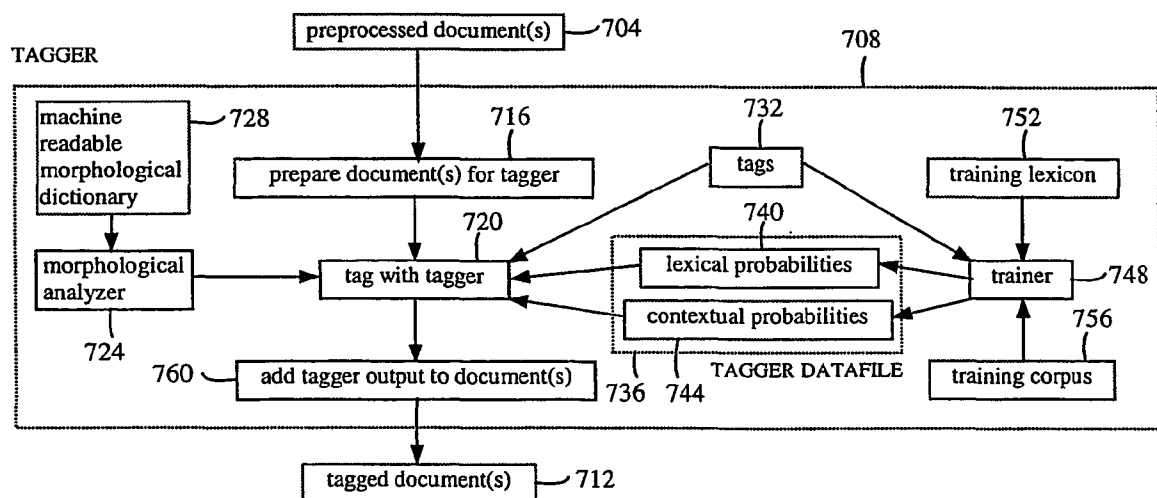 preprocessed document(s)
704
TAGGER
708
machine
readable
morphological
dictionary
728
716
732
752
prepare document(s) for tagger
tags
training lexicon
720
740
morphological
analyzer
tag with tagger
lexical probabilities
trainer
748
724
contextual probabilities
756
760
add tagger output to document(s)
736
744
TAGGER DATAFILE
training corpus
tagged document(s)
712